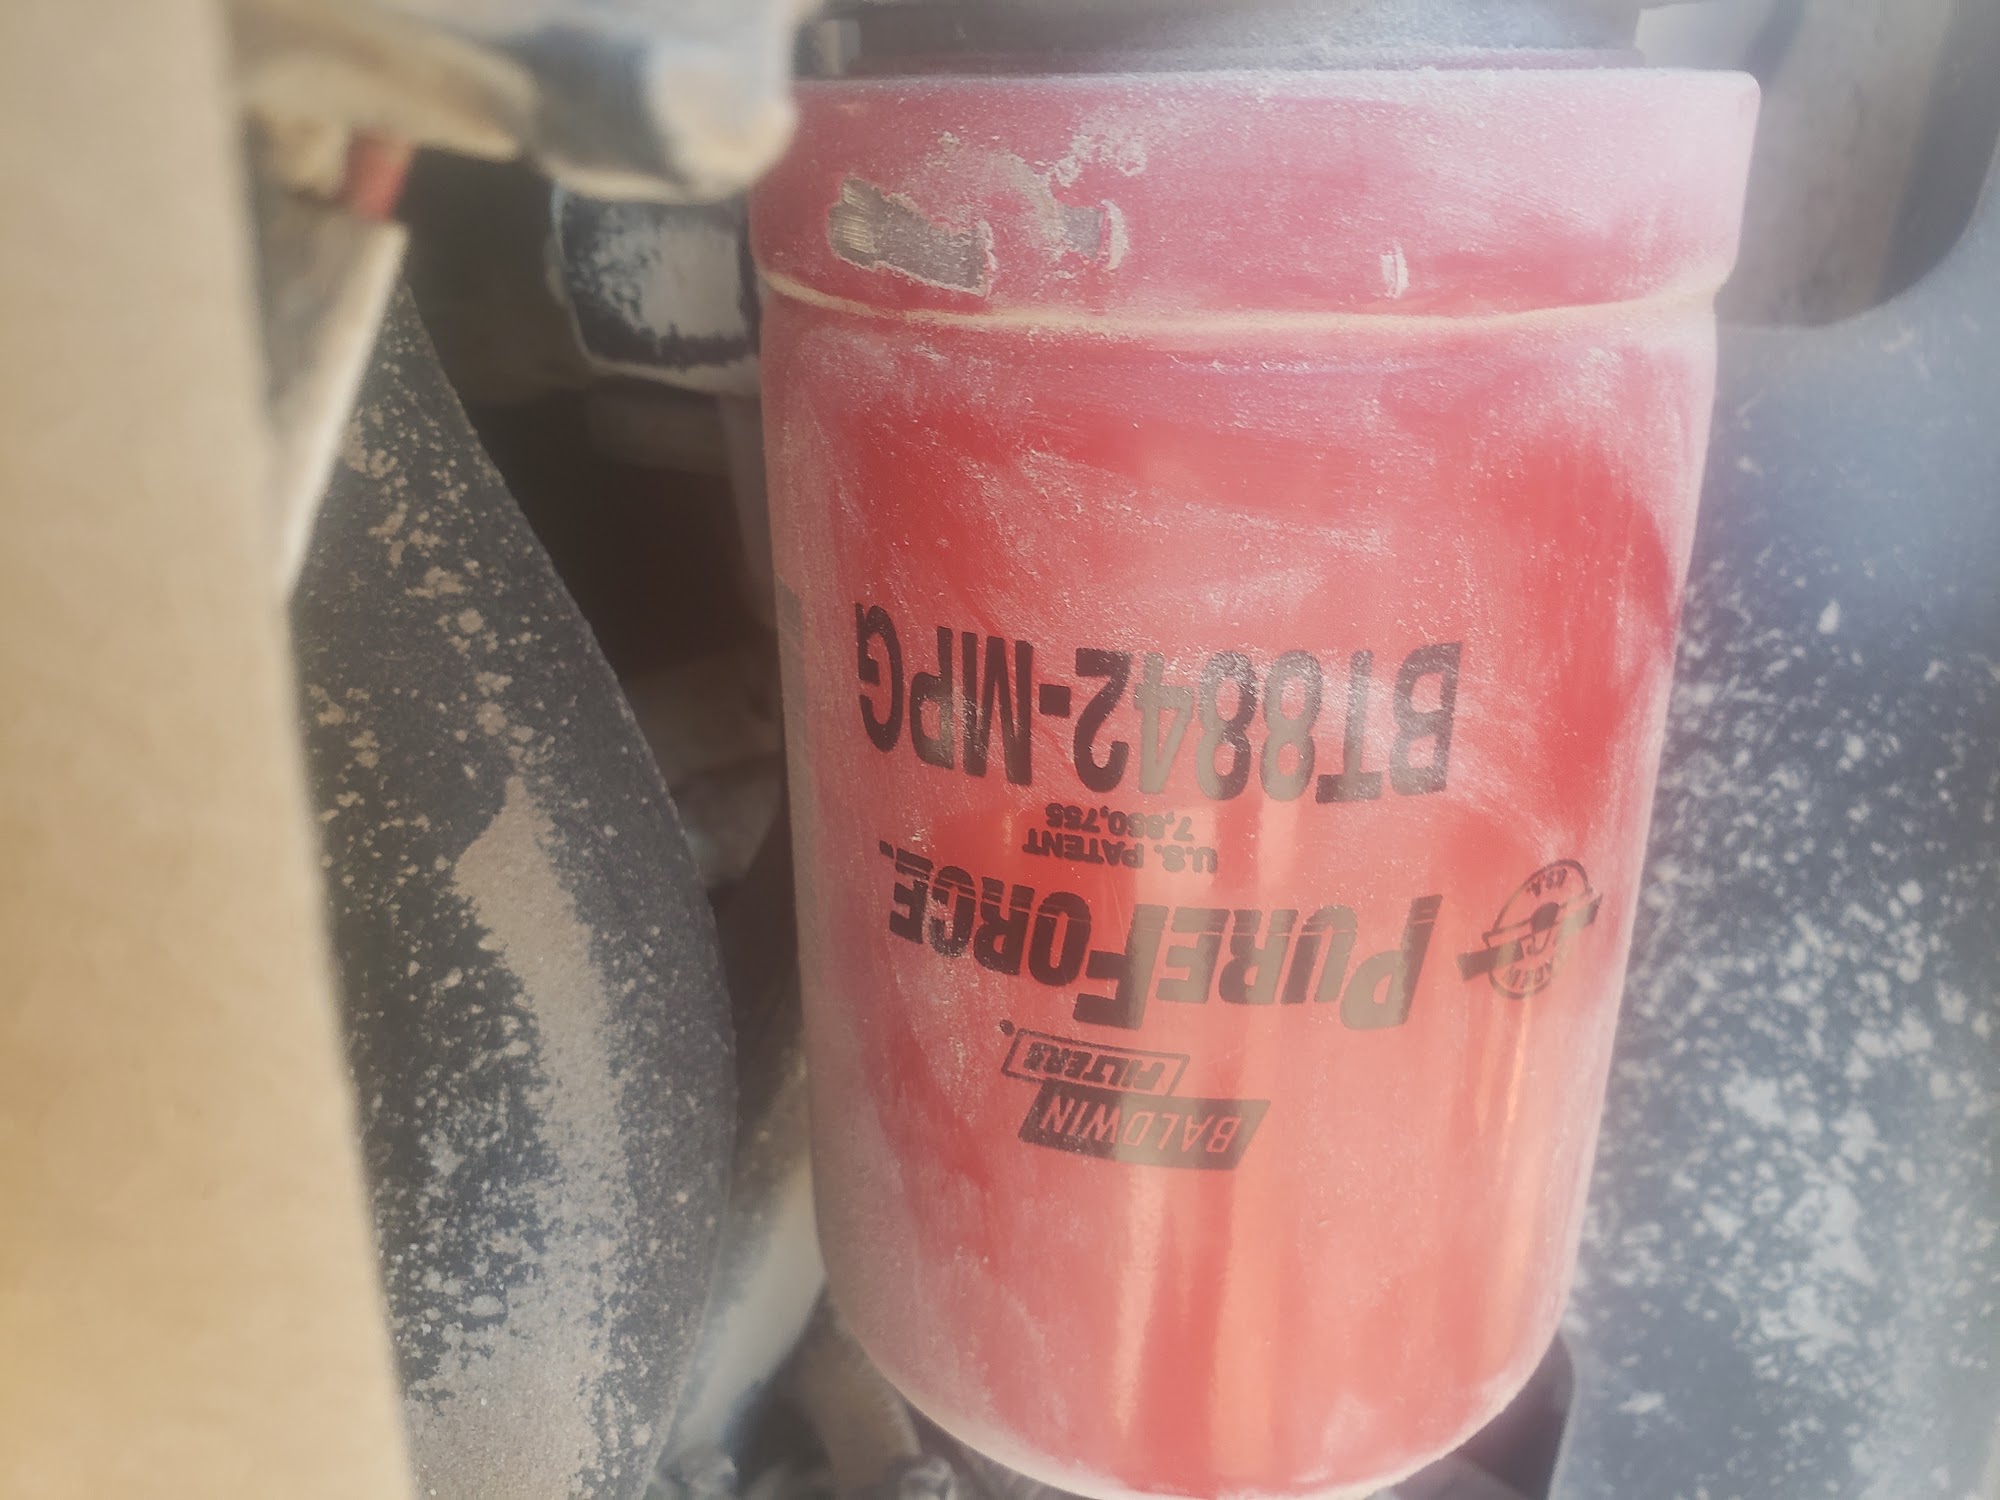 BALDWIN
FILTERS
PUREFORCE.
U.S. PATENT
7,850,755
BT8842-MPG